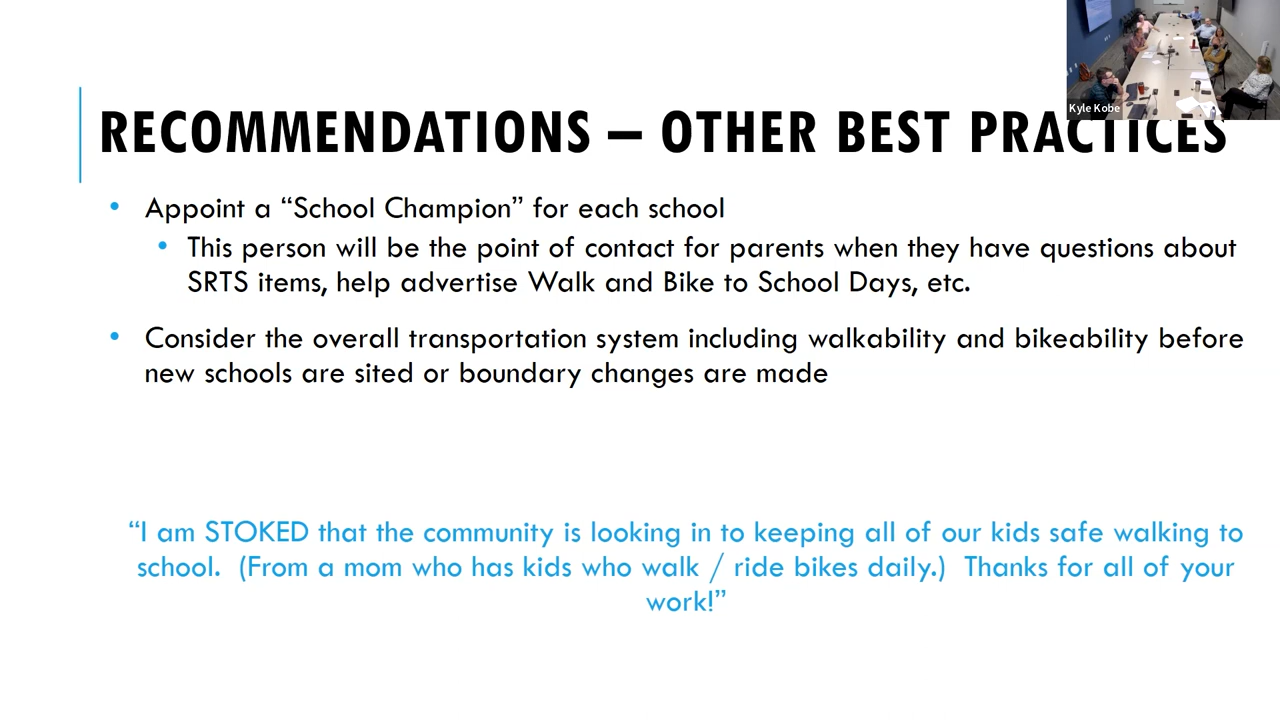 Kyle Kobe
RECOMMENDATIONS – OTHER BEST PRACTICES
• Appoint a “School Champion” for each school
• This person will be the point of contact for parents when they have questions about
SRTS items, help advertise Walk and Bike to School Days, etc.
• Consider the overall transportation system including walkability and bikeability before
new schools are sited or boundary changes are made
“I am STOKED that the community is looking in to keeping all of our kids safe walking to
school.  (From a mom who has kids who walk / ride bikes daily.)  Thanks for all of your
work!”